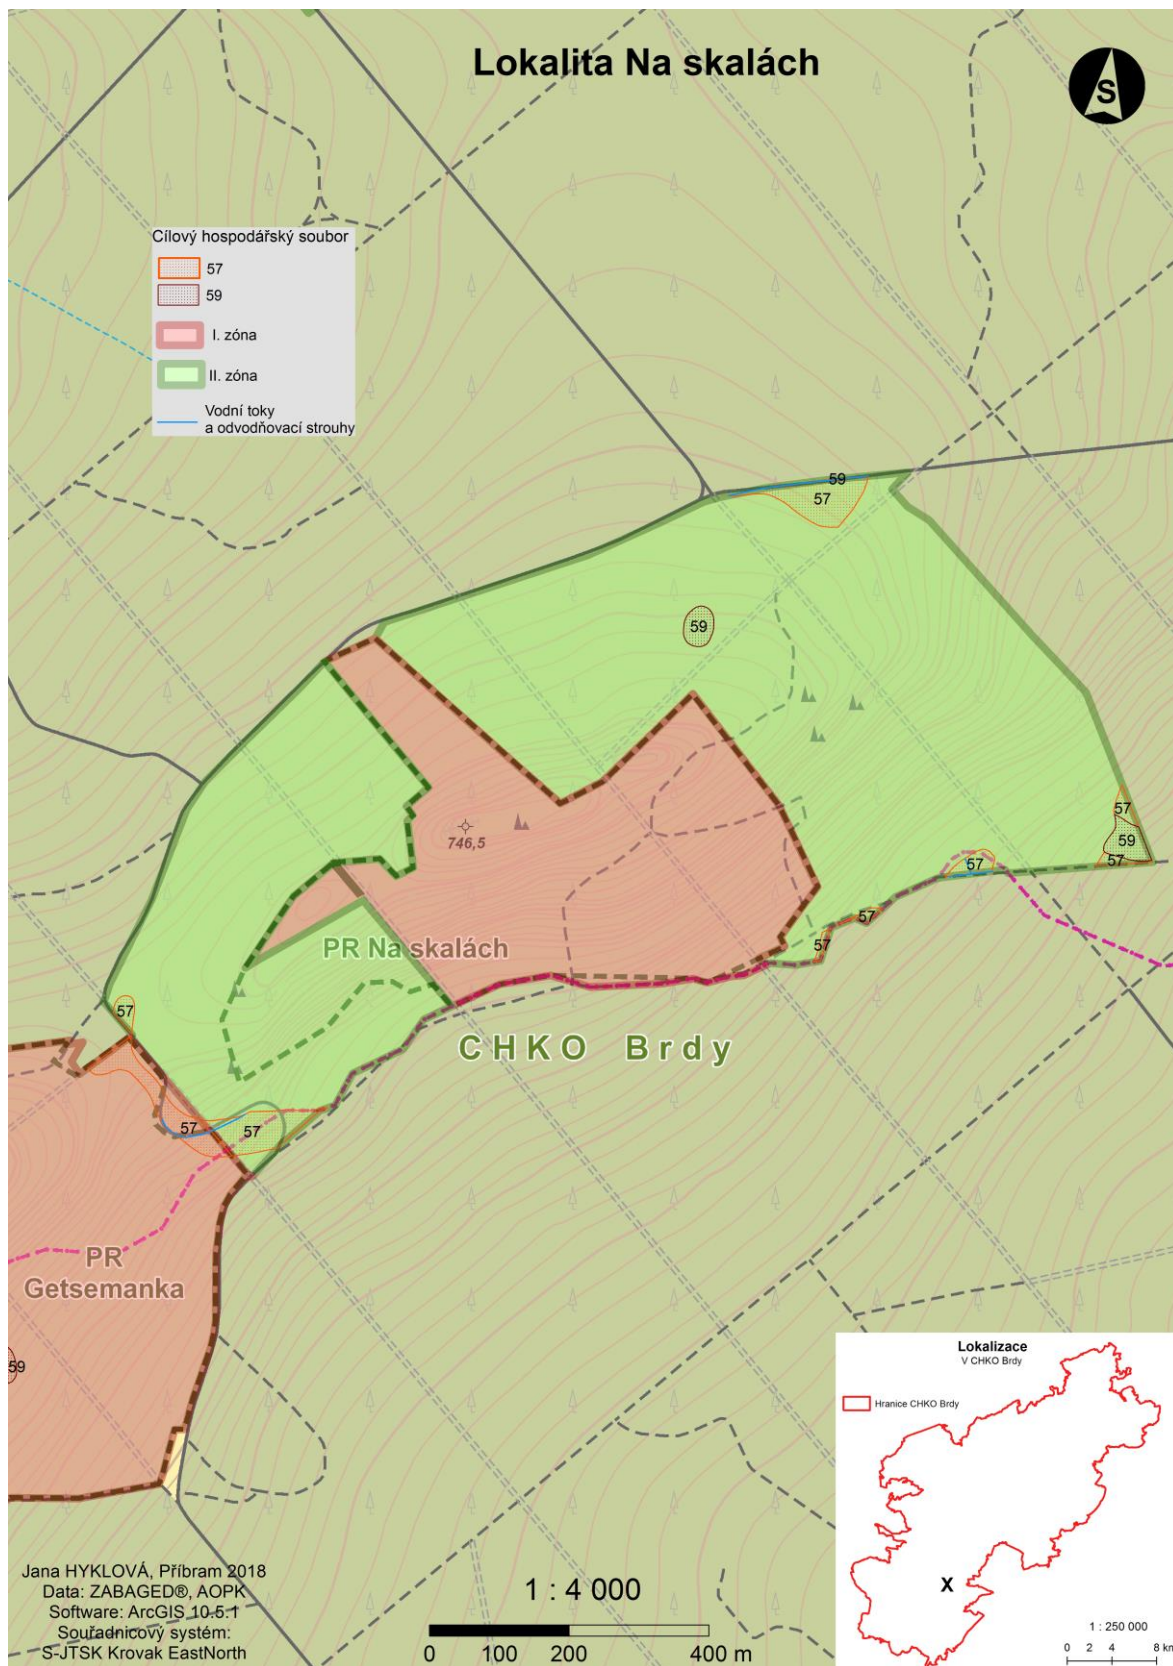 Lokalita Na skalách
S
Cílový hospodářský soubor
57
59
I. zóna
II. zóna
Vodní toky
a odvodňovací strouhy
59
57
59
746,5
57
59
57
57
57
57
PR Na skalách
57
CHKO Brdy
57
57
PR
Getsemanka
59
Lokalizace
V CHKO Brdy
Hranice CHKO Brdy
X
1 : 250 000
0 2 4 8 km
Jana HYKLOVÁ, Příbram 2018
Data: ZABAGED®, AOPK
Software: ArcGIS 10.5.1
Souřadnicový systém:
S-JTSK Krovak EastNorth
1 : 4 000
0 100 200 400 m